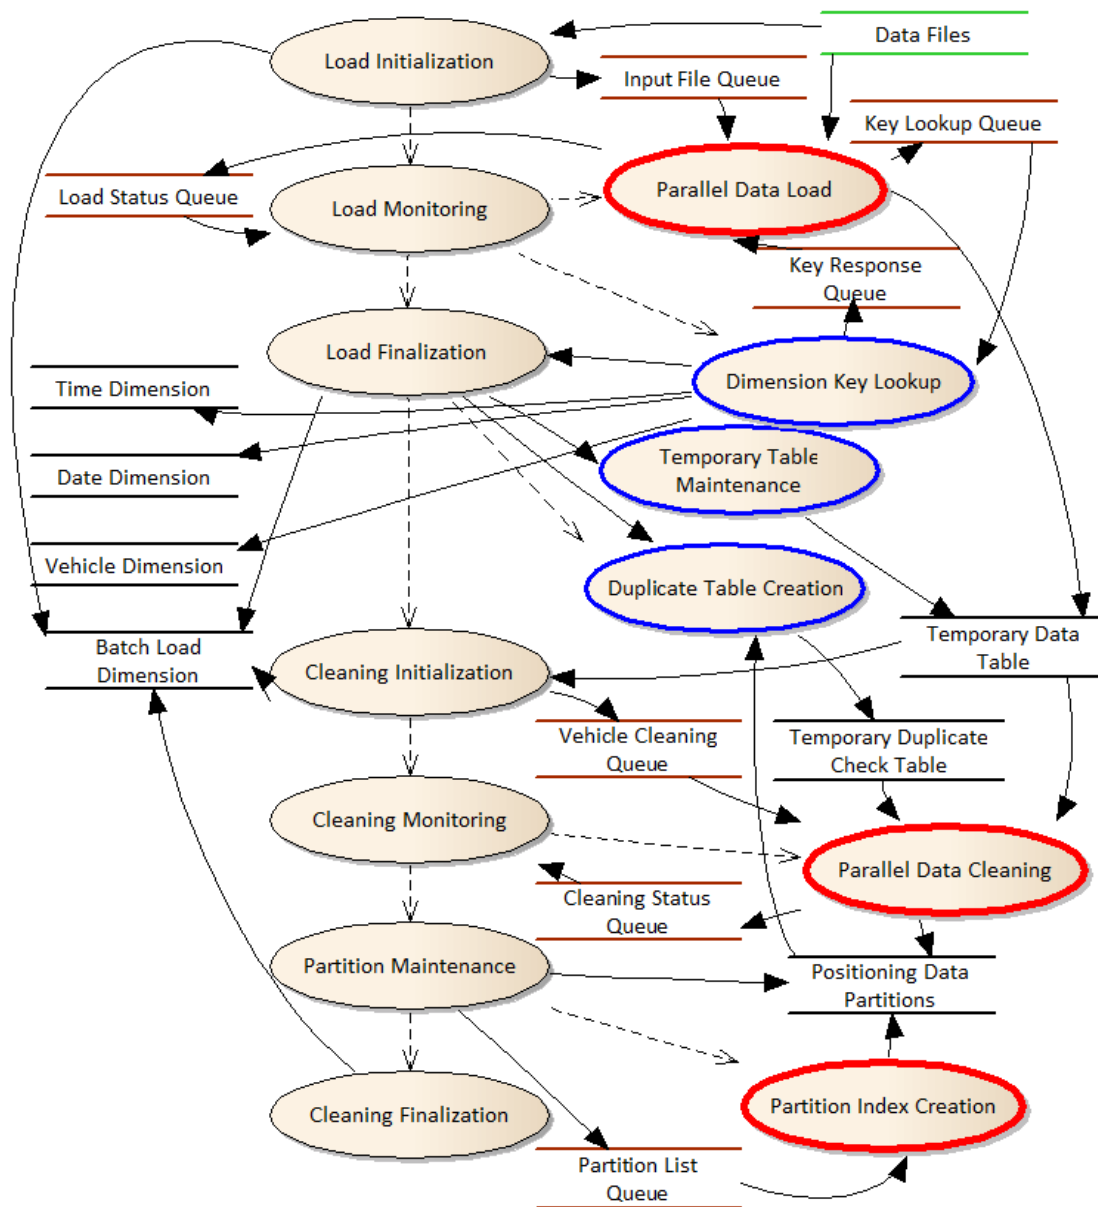 Data Files
Load Initialization
Input File Queue
Key Lookup Queue
Parallel Data Load
Load Status Queue
Load Monitoring
Key Response
Queue
Load Finalization
Dimension Key Lookup
Time Dimension
Temporary Table
Maintenance
Date Dimension
Vehicle Dimension
Duplicate Table Creation
Batch Load
Dimension
Temporary Data
Table
Cleaning Initialization
Vehicle Cleaning
Queue
Temporary Duplicate
Check Table
Cleaning Monitoring
Parallel Data Cleaning
Cleaning Status
Queue
Partition Maintenance
Positioning Data
Partitions
Cleaning Finalization
Partition Index Creation
Partition List
Queue